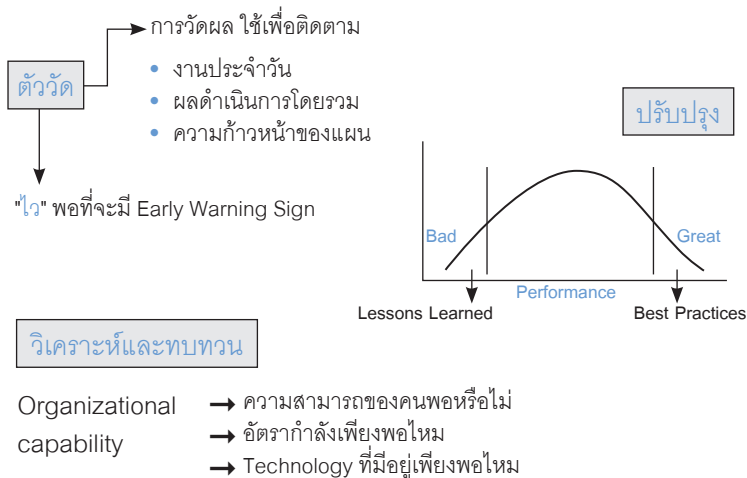 การวัดผล ใช้เพื่อติดตาม
ตัววัด
• งานประจำวัน
• ผลดำเนินการโดยรวม
• ความก้าวหน้าของแผน
"ไว" พอที่จะมี Early Warning Sign
ปรับปรุง
Bad
Great
Performance
Lessons Learned
Best Practices
วิเคราะห์และทบทวน
Organizational
capability
ความสามารถของคนพอหรือไม่
อัตรากำลังเพียงพอไหม
Technology ที่มีอยู่เพียงพอไหม